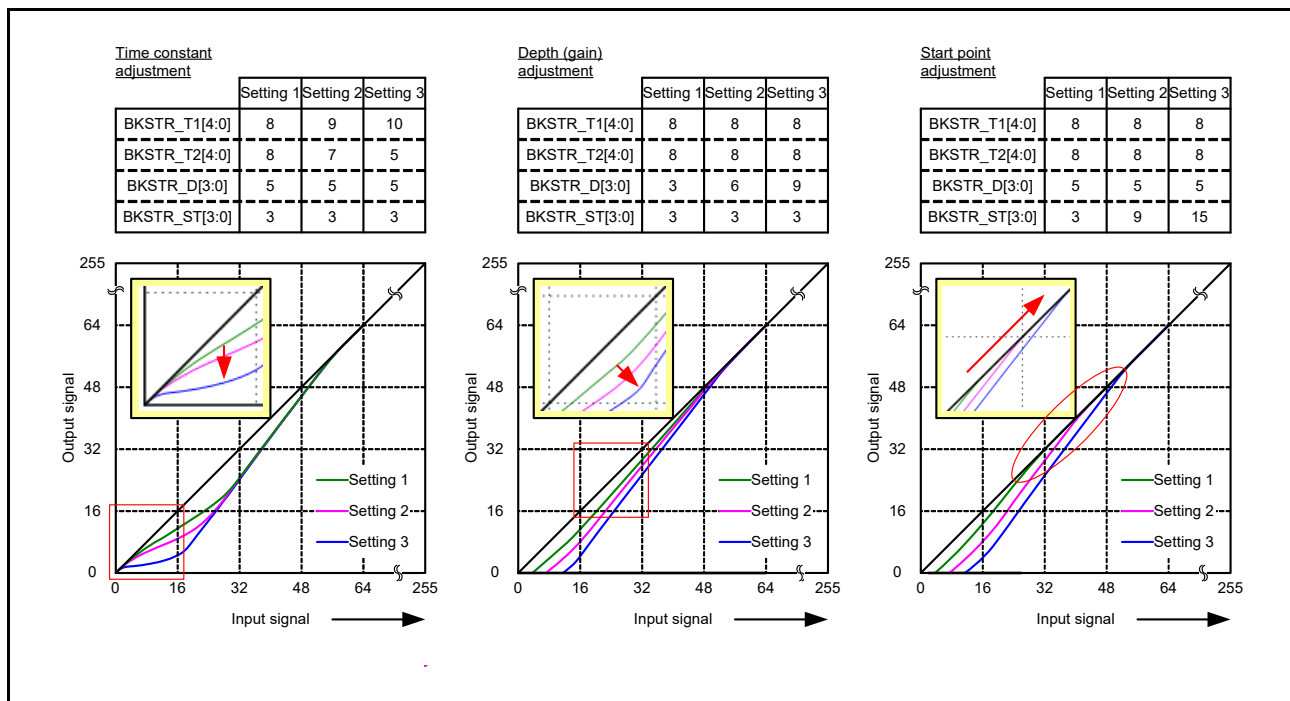 Time constant
adjustment
Setting 1 Setting 2 Setting 3
BKSTR_T1[4:0] 8 9 10
BKSTR_T2[4:0] 8 7 5
BKSTR_D[3:0] 5 5 5
BKSTR_ST[3:0] 3 3 3
255
64
48
32
16
0
Output signal
Setting 1
Setting 2
Setting 3
0 16 32 48 64 255
Input signal
Depth (gain)
adjustment
Setting 1 Setting 2 Setting 3
BKSTR_T1[4:0] 8 8 8
BKSTR_T2[4:0] 8 8 8
BKSTR_D[3:0] 3 6 9
BKSTR_ST[3:0] 3 3 3
255
64
48
32
16
0
Output signal
Setting 1
Setting 2
Setting 3
0 16 32 48 64 255
Input signal
Start point
adjustment
Setting 1 Setting 2 Setting 3
BKSTR_T1[4:0] 8 8 8
BKSTR_T2[4:0] 8 8 8
BKSTR_D[3:0] 5 5 5
BKSTR_ST[3:0] 3 9 15
255
64
48
32
16
0
Output signal
Setting 1
Setting 2
Setting 3
0 16 32 48 64 255
Input signal